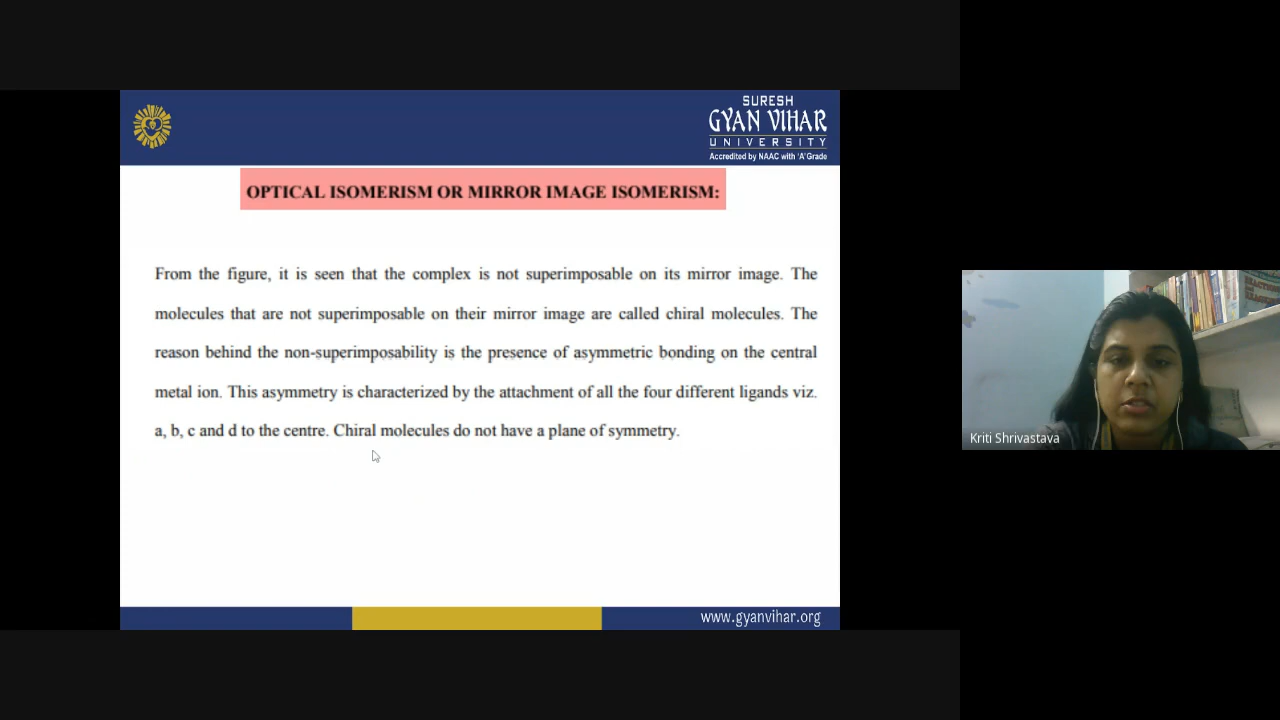 SURESH
GYAN VIHAR
UNIVERSITY
Accredited by NAAC with 'A' Grade
OPTICAL ISOMERISM OR MIRROR IMAGE ISOMERISM:
From the figure, it is seen that the complex is not superimposable on its mirror image. The
molecules that are not superimposable on their mirror image are called chiral molecules. The
reason behind the non-superimposability is the presence of asymmetric bonding on the central
metal ion. This asymmetry is characterized by the attachment of all the four different ligands viz.
a, b, c and d to the centre. Chiral molecules do not have a plane of symmetry.
www.gyanvihar.org
Kriti Shrivastava